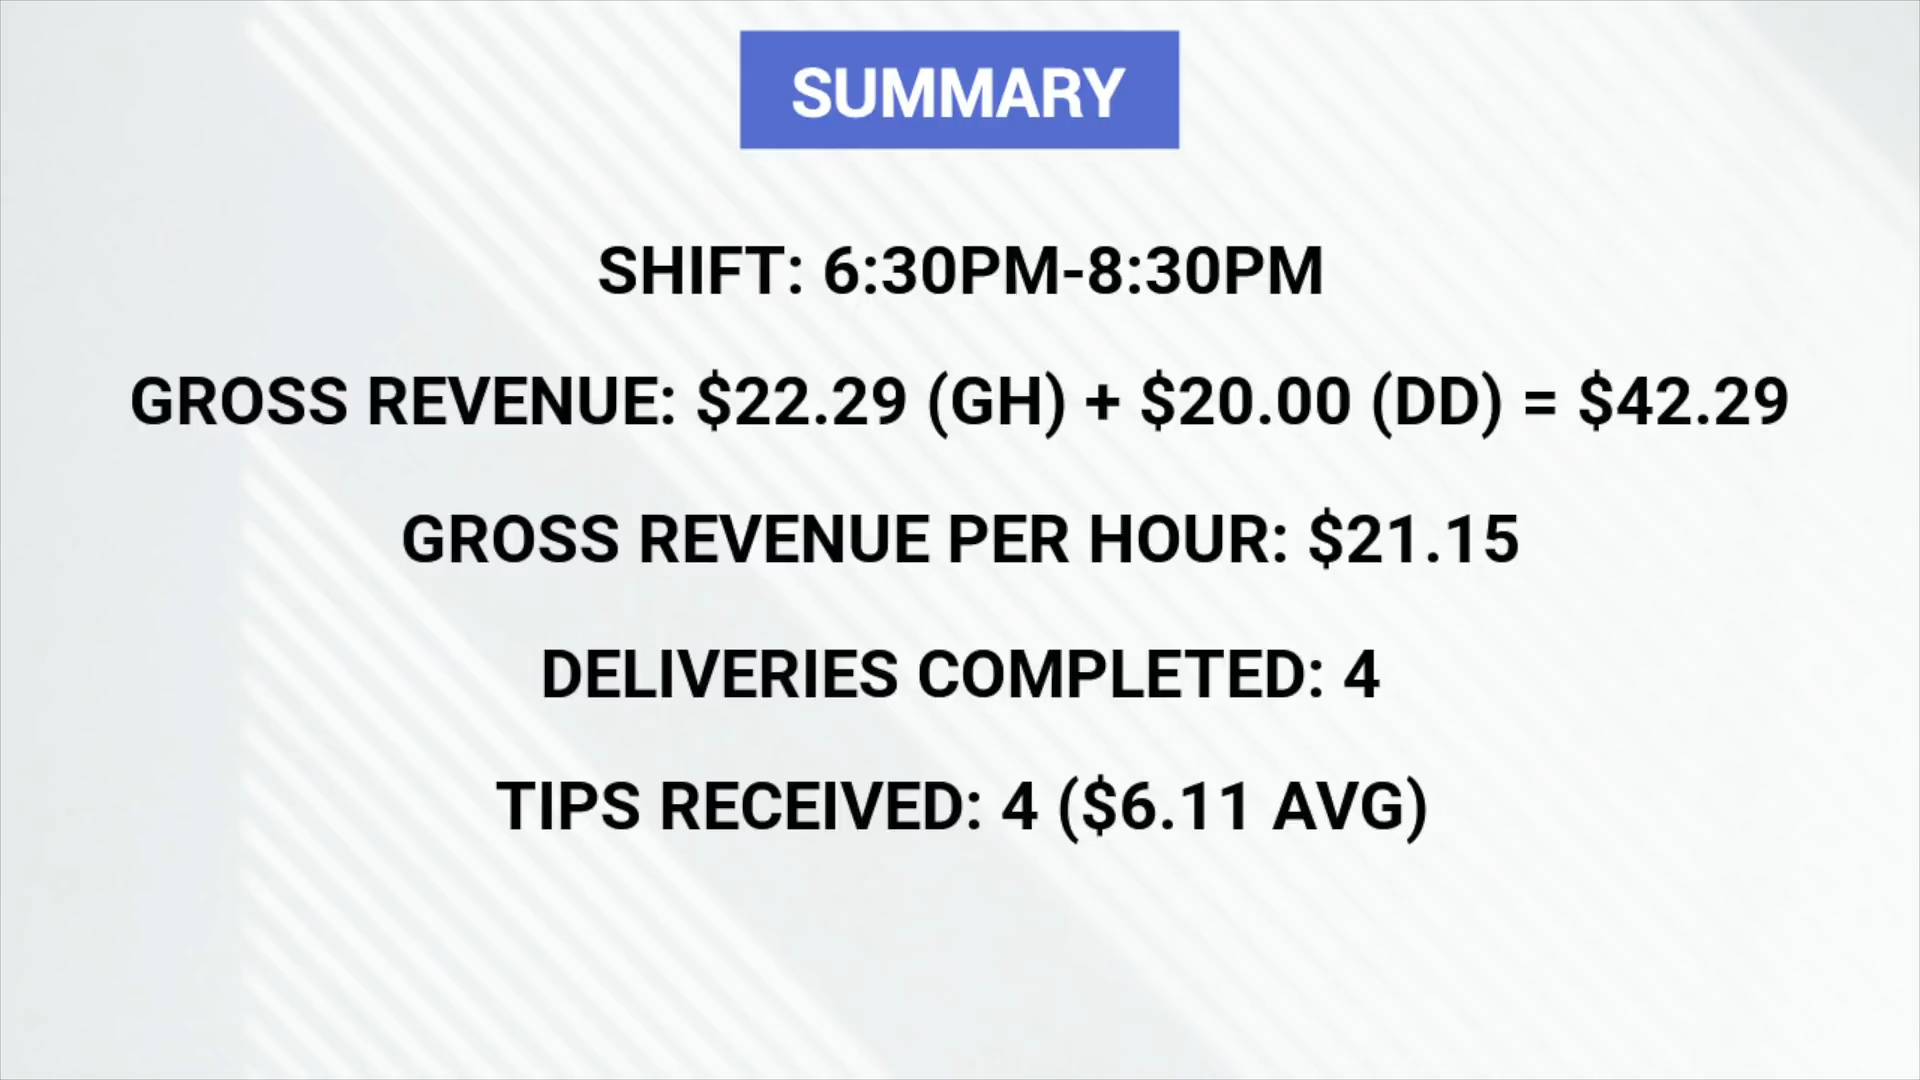 SUMMARY
SHIFT: 6:30PM-8:30PM
GROSS REVENUE: $22.29 (GH) + $20.00 (DD) = $42.29
GROSS REVENUE PER HOUR: $21.15
DELIVERIES COMPLETED: 4
TIPS RECEIVED: 4 ($6.11 AVG)